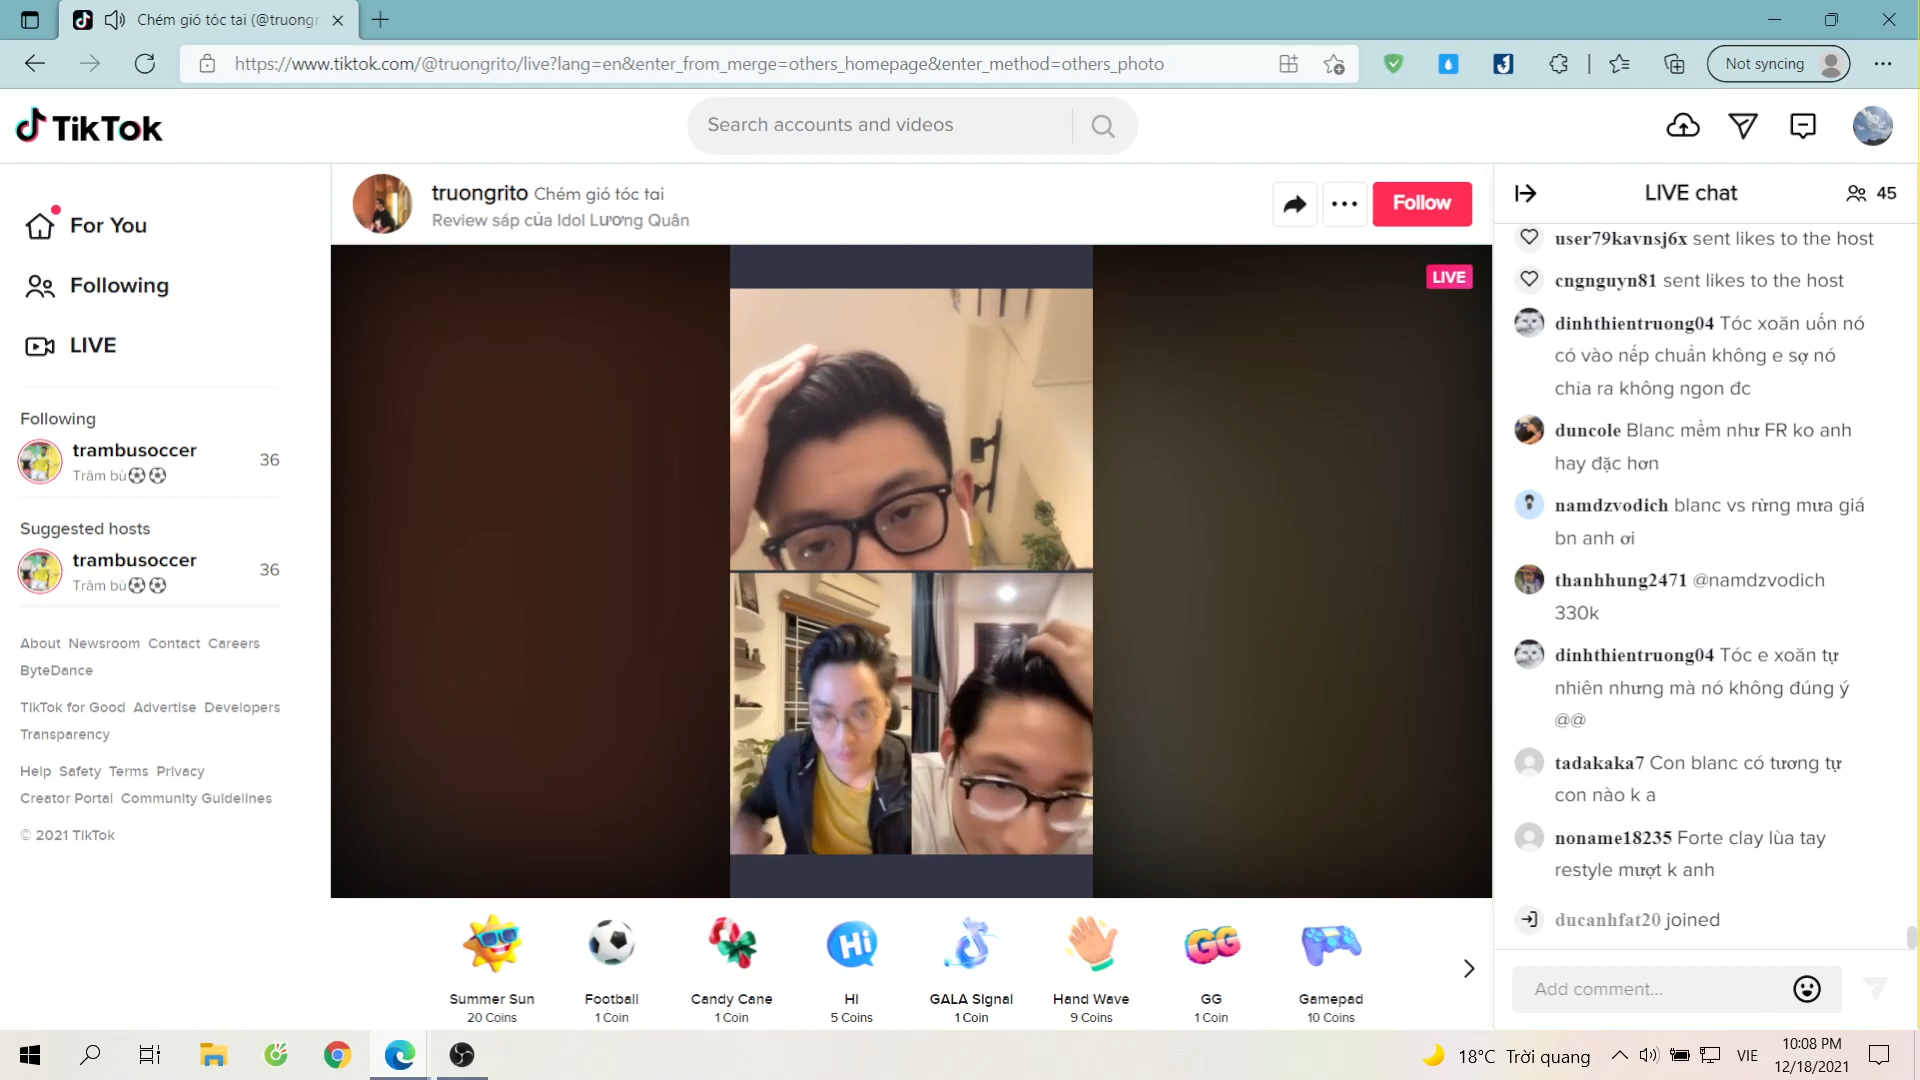 Chém gió tóc tai (@truongr
https://www.tiktok.com/@truongrito/live?lang=en&enter_from_merge=others_homepage&enter_method=others_photo
Not syncing
TikTok
Search accounts and videos
For You
Following
LIVE
Following
trambusoccer
Trâm bù⚽⚽
36
Suggested hosts
trambusoccer
Trâm bù⚽⚽
36
About Newsroom Contact Careers
ByteDance
TikTok for Good Advertise Developers
Transparency
Help Safety Terms Privacy
Creator Portal Community Guidelines
© 2021 TikTok
truongrito Chém gió tóc tai
Review sáp của Idol Lương Quân
Follow
LIVE
Summer Sun
20 Coins
Football
1 Coin
Candy Cane
1 Coin
Hi
Hi
5 Coins
GALA Signal
1 Coin
Hand Wave
9 Coins
GG
GG
1 Coin
Gamepad
10 Coins
LIVE chat
45
user79kavnsj6x sent likes to the host
cngnguyn81 sent likes to the host
dinhthientruong04 Tóc xoăn uốn nó
có vào nếp chuẩn không e sợ nó
chỉa ra không ngon đc
duncole Blanc mềm như FR ko anh
hay đặc hơn
namdzvodich blanc vs rừng mưa giá
bn anh ơi
thanhhung2471 @namdzvodich
330k
dinhthientruong04 Tóc e xoăn tự
nhiên nhưng mà nó không đúng ý
@@
tadakaka7 Con blanc có tương tự
con nào k a
noname18235 Forte clay lùa tay
restyle mượt k anh
ducanhfat20 joined
Add comment...
18°C Trời quang
VIE
10:08 PM
12/18/2021